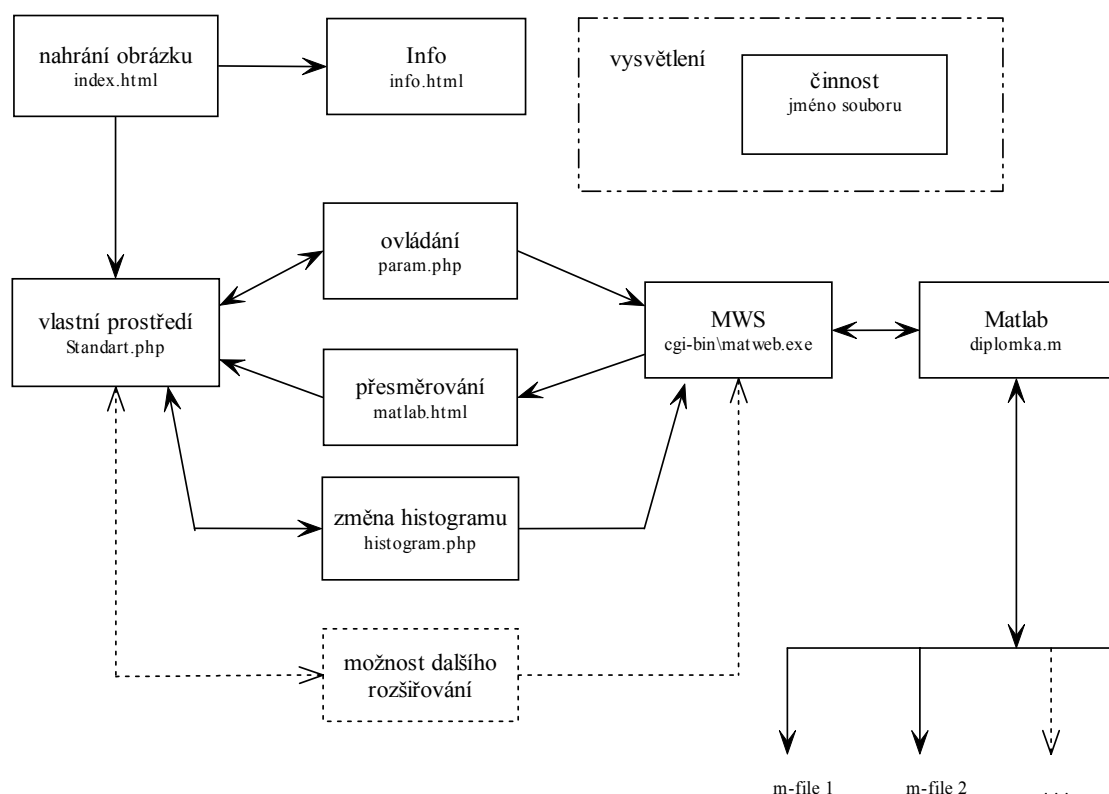 nahrání obrázku
index.html
Info
info.html
vysvětlení
činnost
jméno souboru
ovládání
param.php
vlastní prostředí
Standart.php
MWS
cgi-bin\matweb.exe
Matlab
diplomka.m
přesměrování
matlab.html
změna histogramu
histogram.php
možnost dalšího
rozšiřování
m-file 1
m-file 2
...